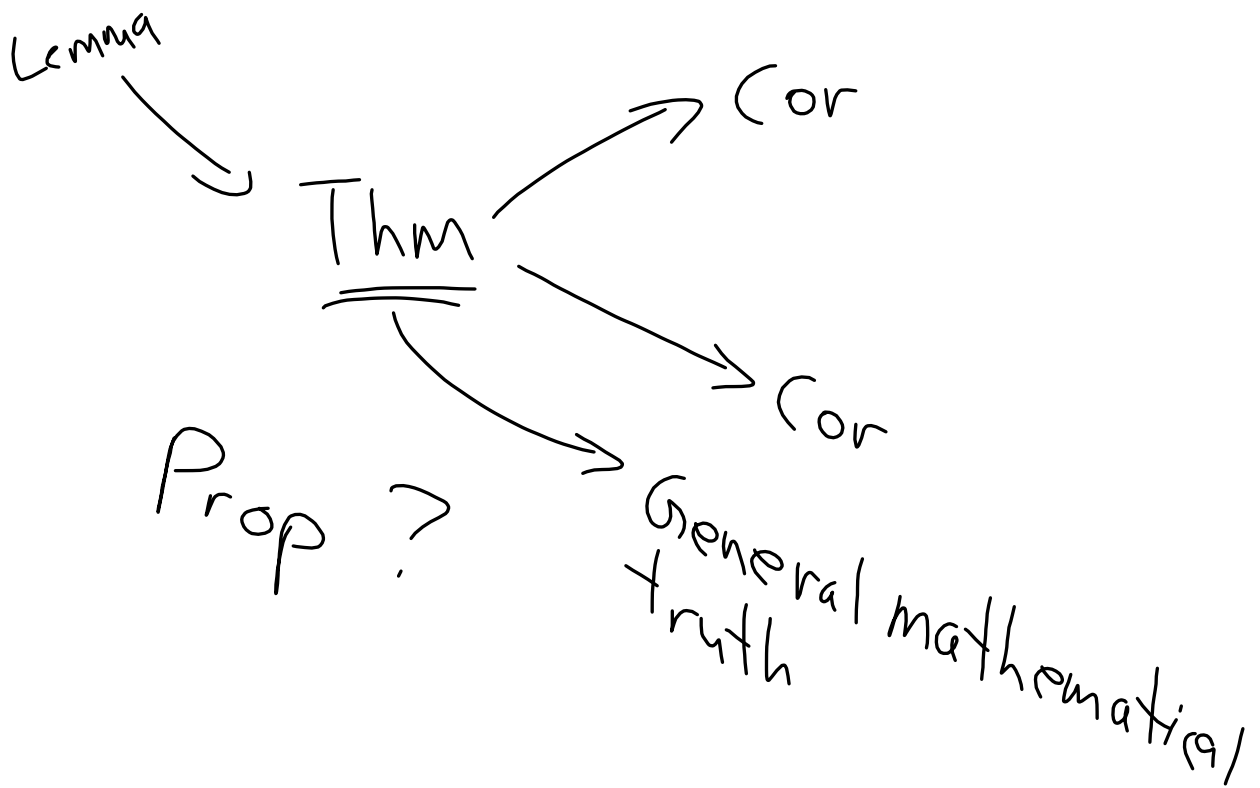 Lemma
Cor
Thm
Cor
Prop ?
General mathematical
truth